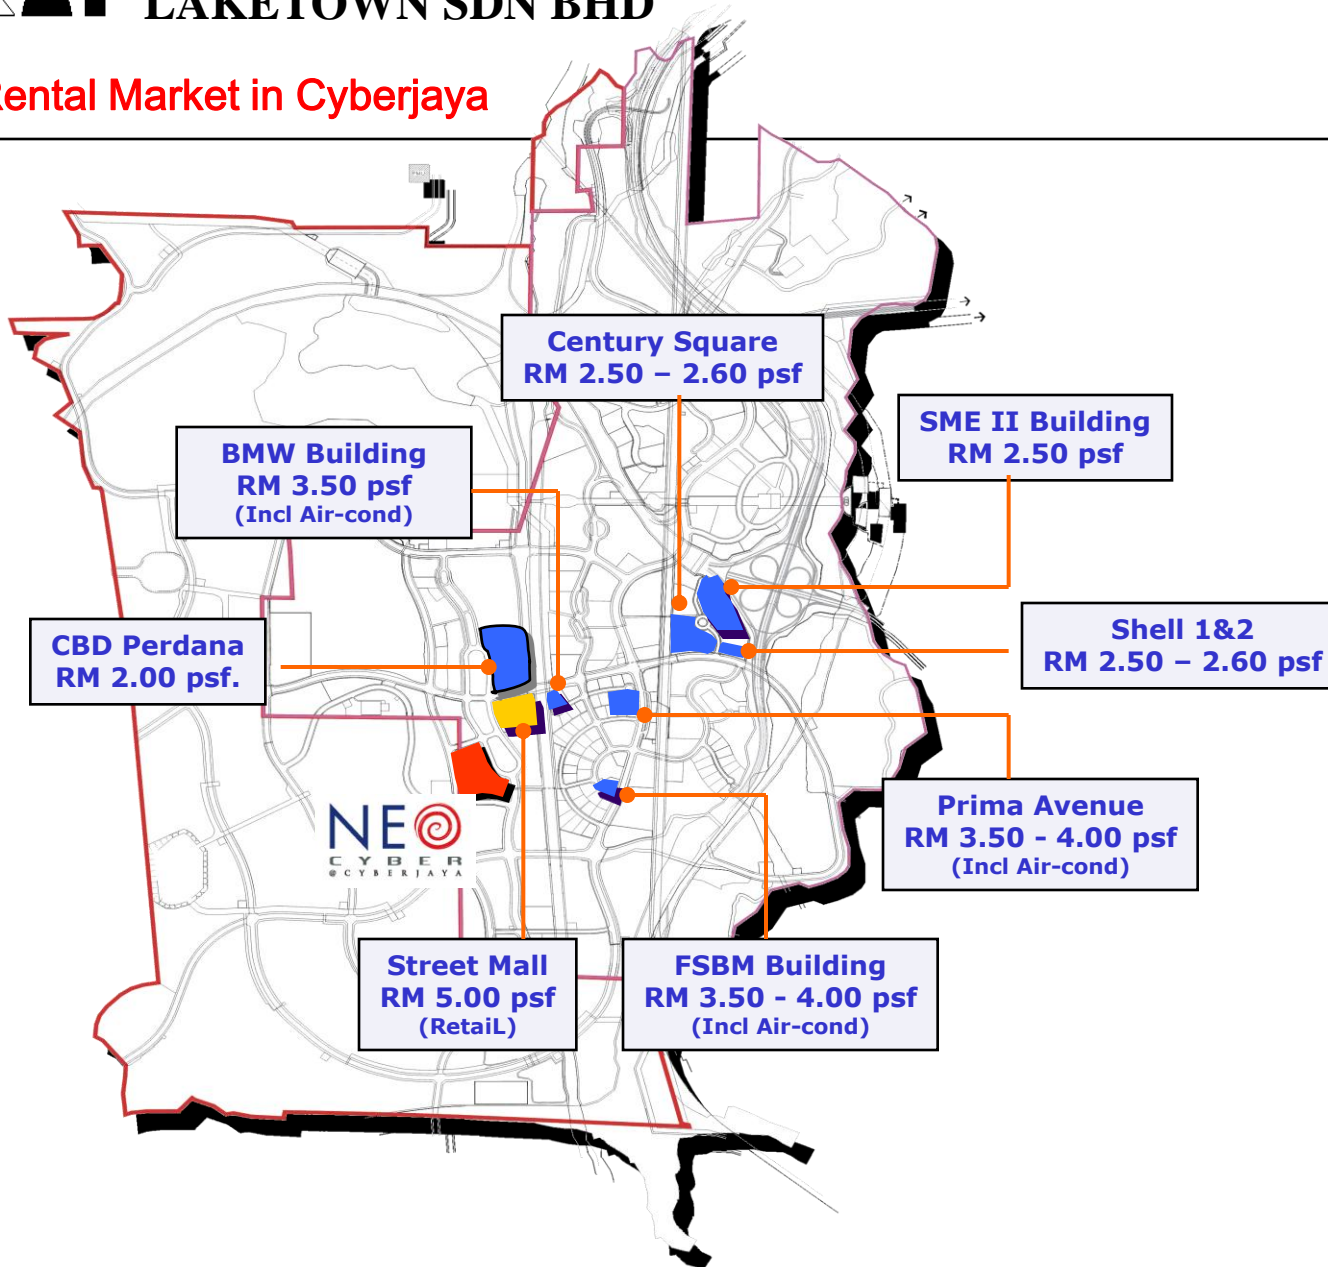 LAKETOWN SDN BHD
Rental Market in Cyberjaya
Century Square
RM 2.50 – 2.60 psf
SME II Building
RM 2.50 psf
BMW Building
RM 3.50 psf
(Incl Air-cond)
CBD Perdana
RM 2.00 psf.
Shell 1&2
RM 2.50 – 2.60 psf
Prima Avenue
RM 3.50 - 4.00 psf
(Incl Air-cond)
NEO
CYBER
@CYBERJAYA
Street Mall
RM 5.00 psf
(RetaiL)
FSBM Building
RM 3.50 - 4.00 psf
(Incl Air-cond)